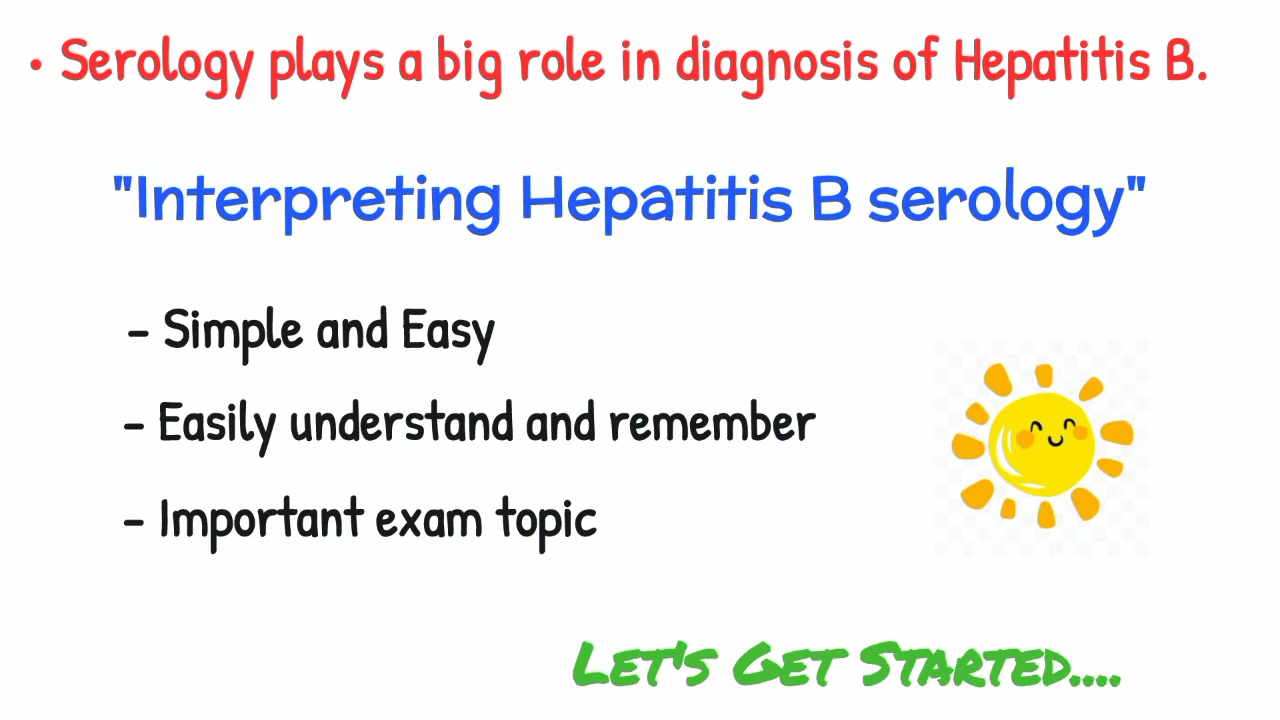 • Serology plays a big role in diagnosis of Hepatitis B.
"Interpreting Hepatitis B serology"
- Simple and Easy
- Easily understand and remember
- Important exam topic
LET'S GET STARTED....